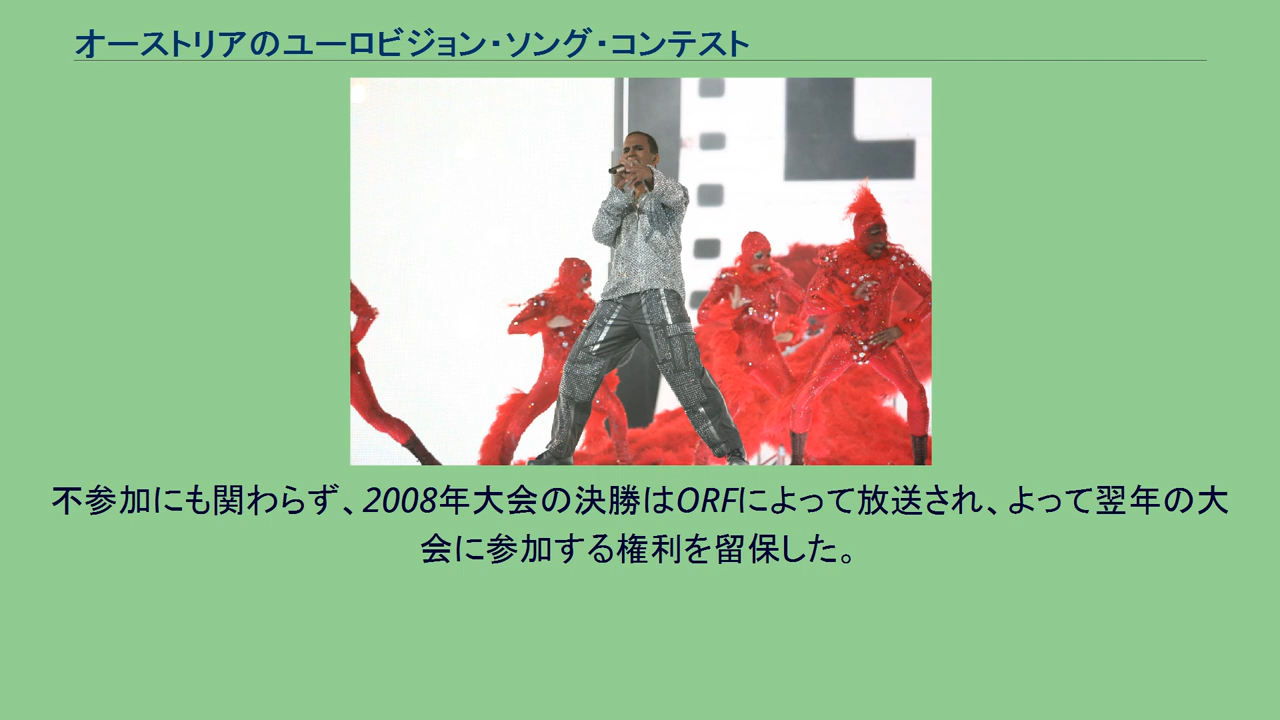 オーストリアのユーロビジョン・ソング・コンテスト
L
不参加にも関わらず、2008年大会の決勝はORFによって放送され、よって翌年の大
会に参加する権利を留保した。